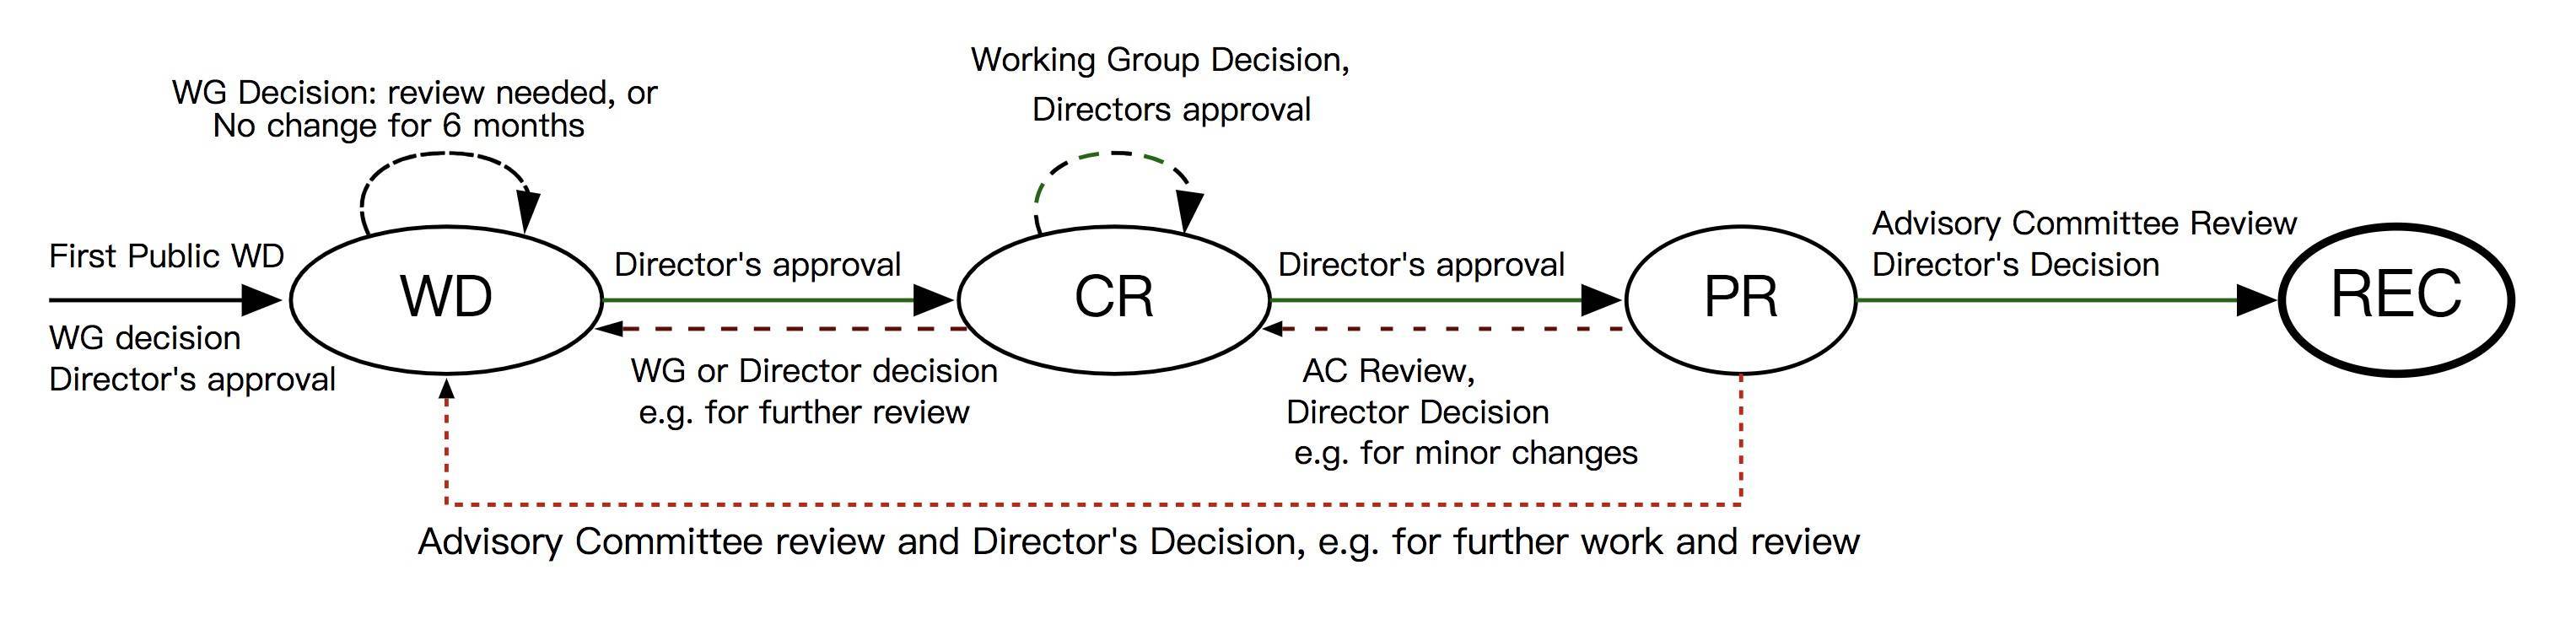 WG Decision: review needed, or
No change for 6 months
Working Group Decision,
Directors approval
First Public WD
WG decision
Director's approval
WD
Director's approval
WG or Director decision
e.g. for further review
CR
Director's approval
AC Review,
Director Decision
e.g. for minor changes
PR
Advisory Committee Review
Director's Decision
REC
Advisory Committee review and Director's Decision, e.g. for further work and review